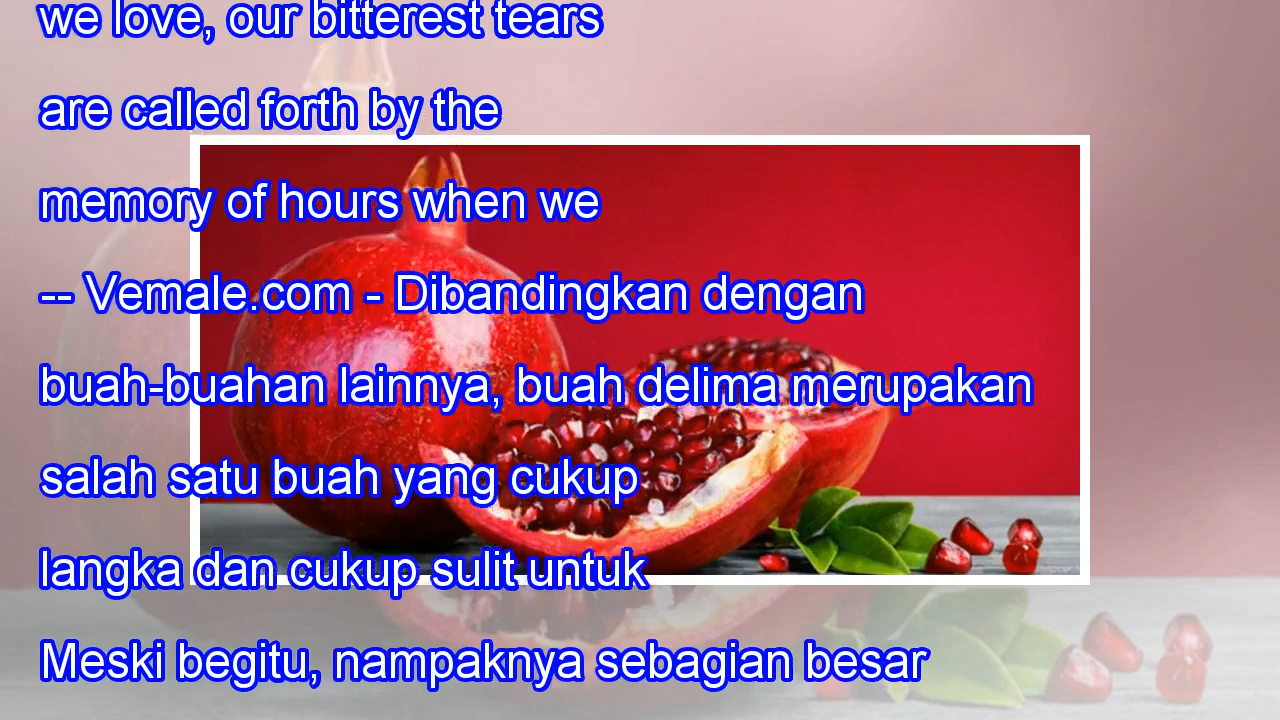 we love, our bitterest tears
are called forth by the
memory of hours when we
-- Vemale.com - Dibandingkan dengan
buah-buahan lainnya, buah delima merupakan
salah satu buah yang cukup
langka dan cukup sulit untuk
Meski begitu, nampaknya sebagian besar